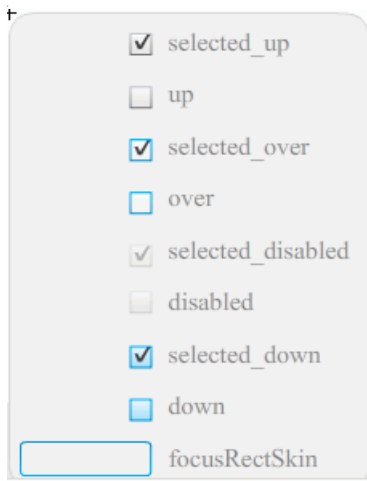 selected_up
up
selected_over
over
selected_disabled
disabled
selected_down
down
focusRectSkin